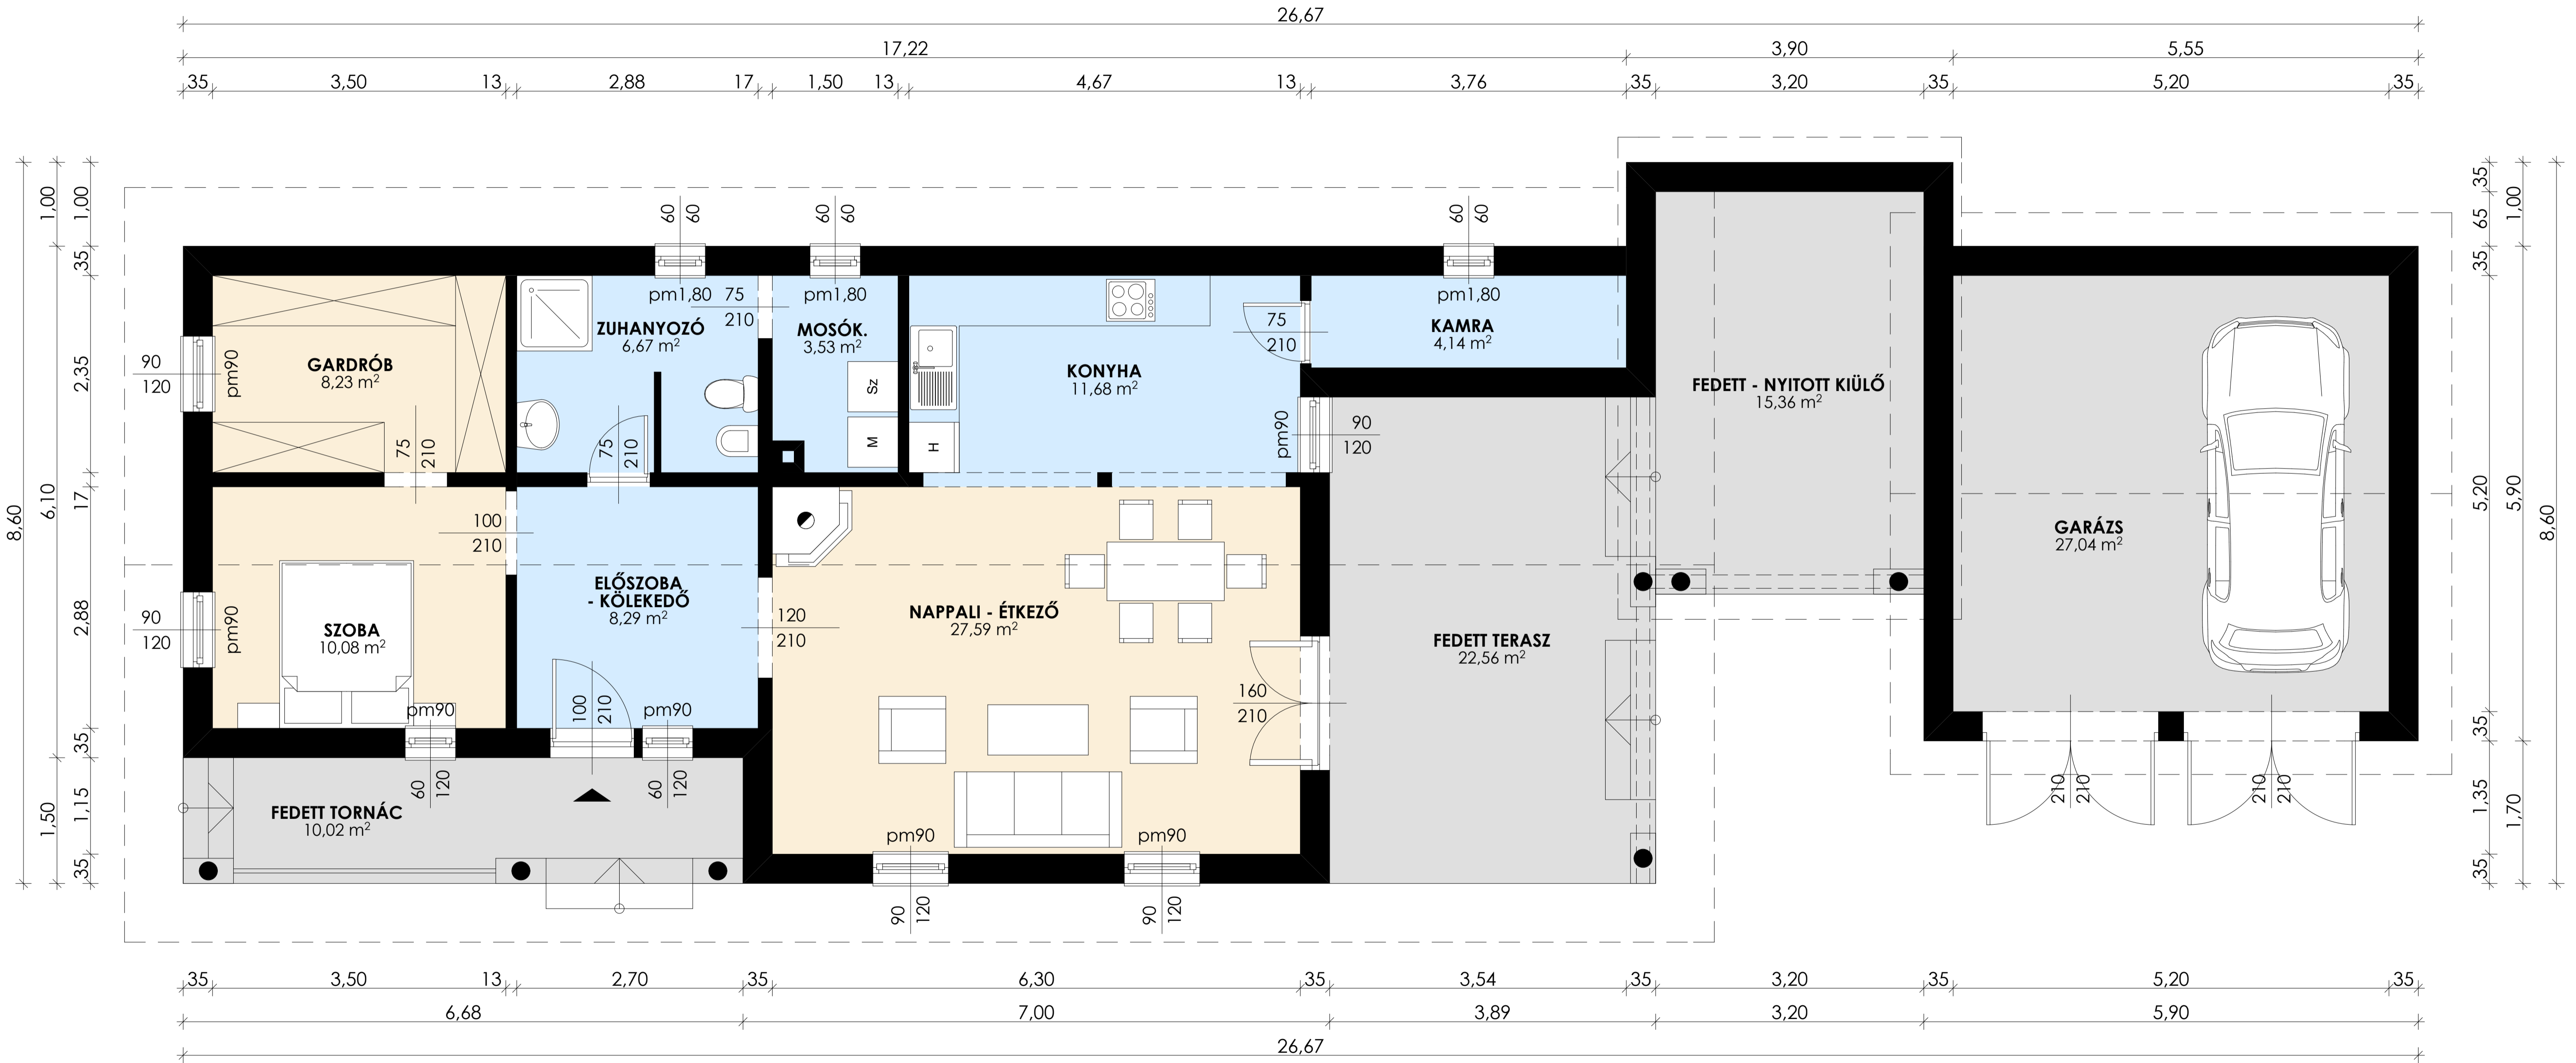 26,67
17,22 3,90 5,55
35 3,50 13 2,88 17 1,50 13 4,67 13 3,76 35 3,20 35 5,20 35
8,60
1,00 6,10 1,50
1,00 35 2,35 17 2,88 35 1,15 35
60 60
60 60
60 60
pm1,80
75
210
pm1,80
pm1,80
ZUHANYOZÓ
6,67 m²
MOSÓK.
3,53 m²
75
210
KAMRA
4,14 m²
90
120
pm90
GARDRÓB
8,23 m²
KONYHA
11,68 m²
FEDETT - NYITOTT KIÜLŐ
15,36 m²
Sz
M
H
75
210
75
210
pm90
90
120
100
210
GARÁZS
27,04 m²
ELŐSZOBA
- KÖLEKEDŐ
8,29 m²
NAPPALI - ÉTKEZŐ
27,59 m²
90
120
pm90
SZOBA
10,08 m²
120
210
FEDETT TERASZ
22,56 m²
160
210
pm90
100
210
pm90
60
120
60
120
210
210
210
210
FEDETT TORNÁC
10,02 m²
pm90
pm90
90
120
90
120
35 65 35 5,20 35 1,35 35
1,00 5,90 1,70
8,60
35 3,50 13 2,70 35 6,30 35 3,54 35 3,20 35 5,20 35
6,68 7,00 3,89 3,20 5,90
26,67